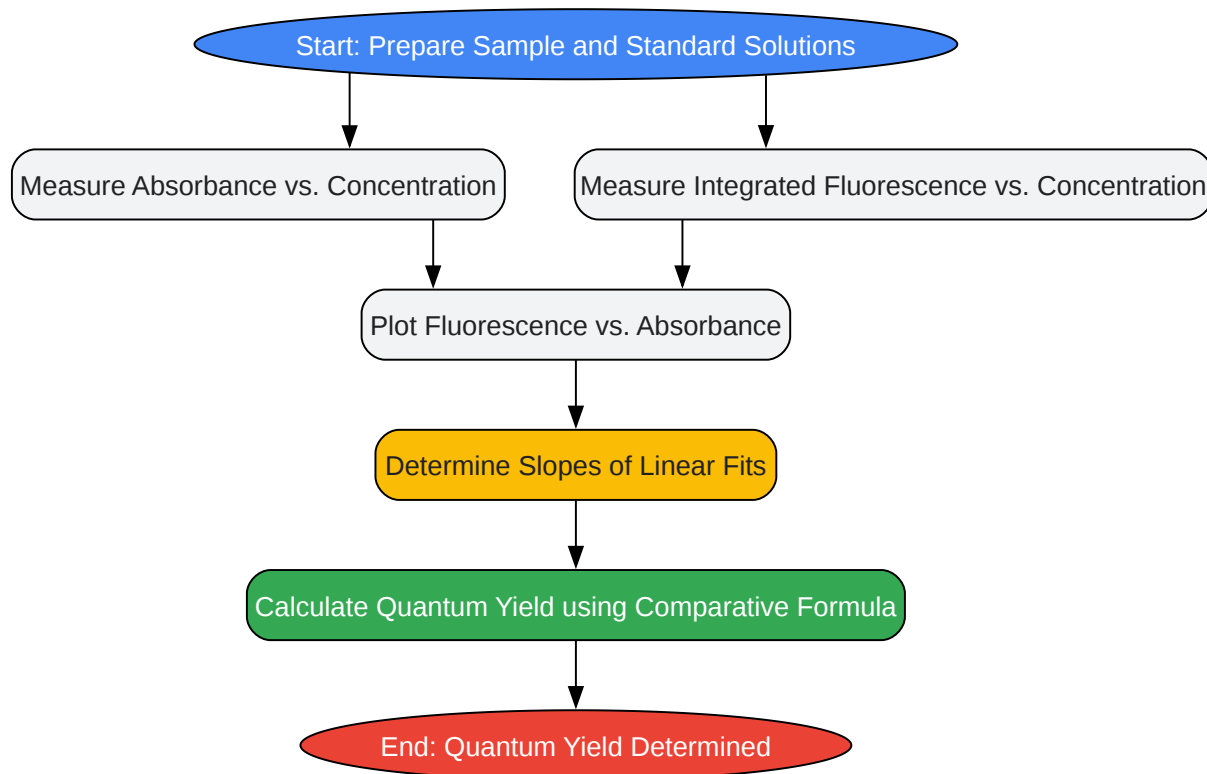 Start: Prepare Sample and Standard Solutions
Measure Absorbance vs. Concentration
Measure Integrated Fluorescence vs. Concentration
Plot Fluorescence vs. Absorbance
Determine Slopes of Linear Fits
Calculate Quantum Yield using Comparative Formula
End: Quantum Yield Determined